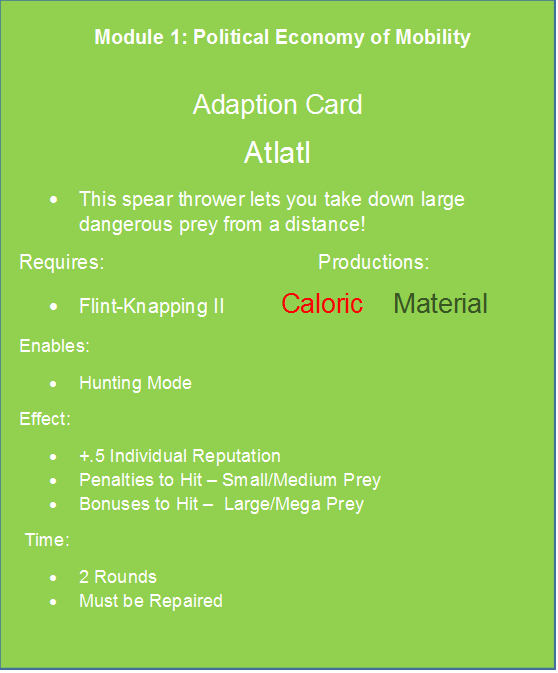 Module 1: Political Economy of Mobility
Adaption Card
Atlatl
• This spear thrower lets you take down large
dangerous prey from a distance!
Requires: Productions:
• Flint-Knapping II Caloric Material
Enables:
• Hunting Mode
Effect:
• +.5 Individual Reputation
• Penalties to Hit – Small/Medium Prey
• Bonuses to Hit – Large/Mega Prey
Time:
• 2 Rounds
• Must be Repaired